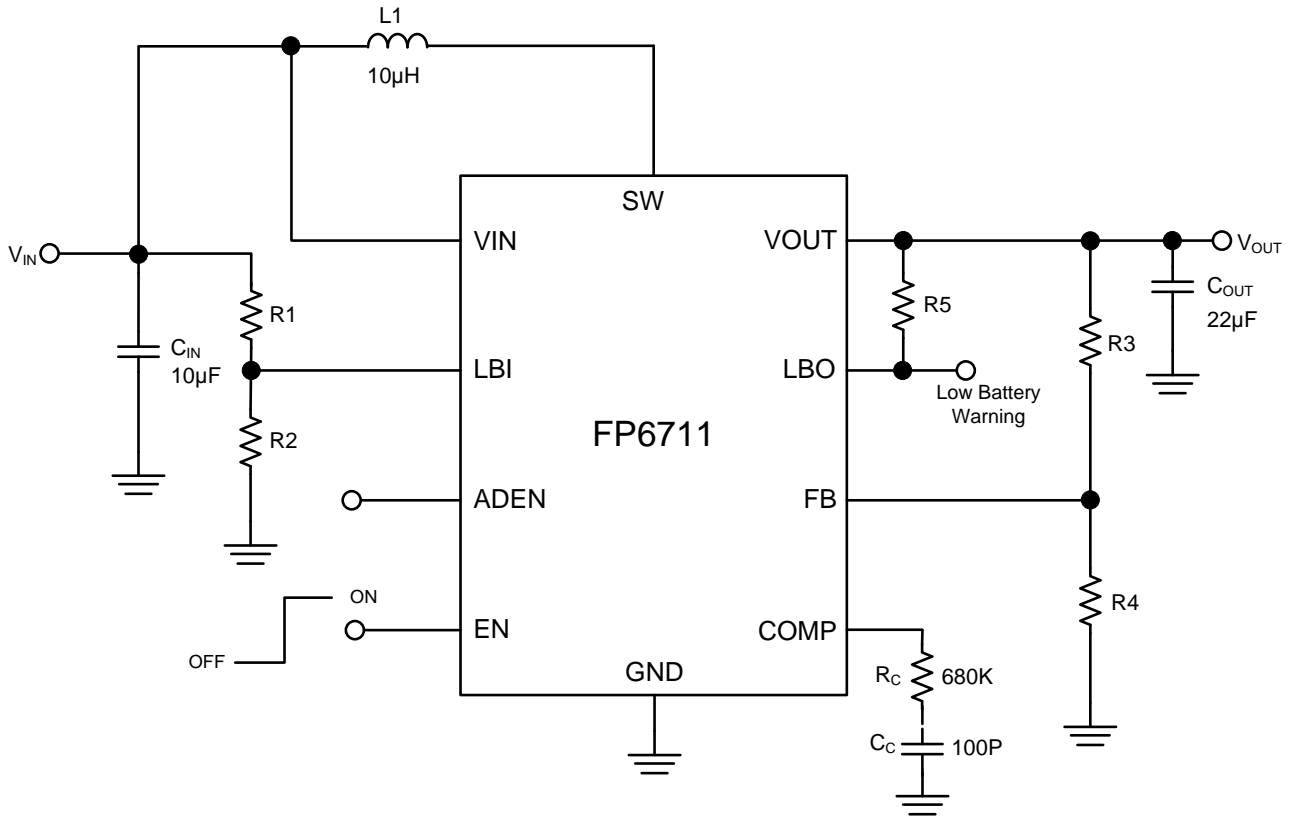 L1
10µH
SW
VIN
VOUT
VIN
VOUT
R1
R5
COUT
22µF
R3
CIN
10µF
LBI
LBO
Low Battery
Warning
R2
FP6711
ADEN
FB
ON
R4
EN
COMP
OFF
GND
RC
680K
CC
100P